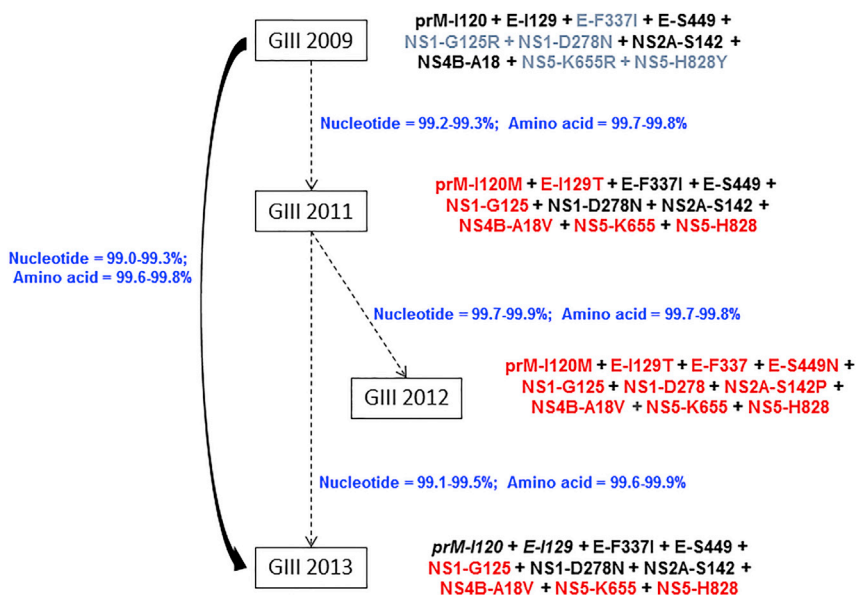 GIII 2009
prM-I120 + E-I129 + E-F337I + E-S449 +
NS1-G125R + NS1-D278N + NS2A-S142 +
NS4B-A18 + NS5-K655R + NS5-H828Y
Nucleotide = 99.2-99.3%; Amino acid = 99.7-99.8%
GIII 2011
prM-I120M + E-I129T + E-F337I + E-S449 +
NS1-G125 + NS1-D278N + NS2A-S142 +
NS4B-A18V + NS5-K655 + NS5-H828
Nucleotide = 99.0-99.3%;
Amino acid = 99.6-99.8%
Nucleotide = 99.7-99.9%; Amino acid = 99.7-99.8%
GIII 2012
prM-I120M + E-I129T + E-F337 + E-S449N +
NS1-G125 + NS1-D278 + NS2A-S142P +
NS4B-A18V + NS5-K655 + NS5-H828
Nucleotide = 99.1-99.5%; Amino acid = 99.6-99.9%
GIII 2013
prM-I120 + E-I129 + E-F337I + E-S449 +
NS1-G125 + NS1-D278N + NS2A-S142 +
NS4B-A18V + NS5-K655 + NS5-H828